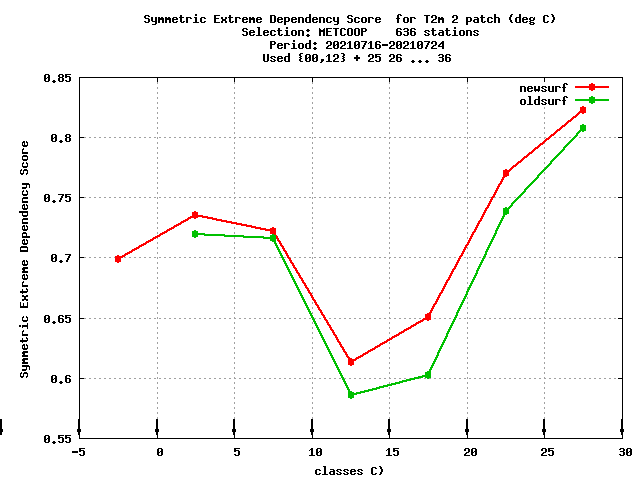 Symmetric Extreme Dependency Score  for T2m 2 patch (deg C)
Selection: METCOOP    636 stations
Period: 20210716-20210724
Used {00,12} + 25 26 ... 36
newsurf
oldsurf
Symmetric Extreme Dependency Score
0.85
0.8
0.75
0.7
0.65
0.6
0.55
-5 0 5 10 15 20 25 30
classes C)